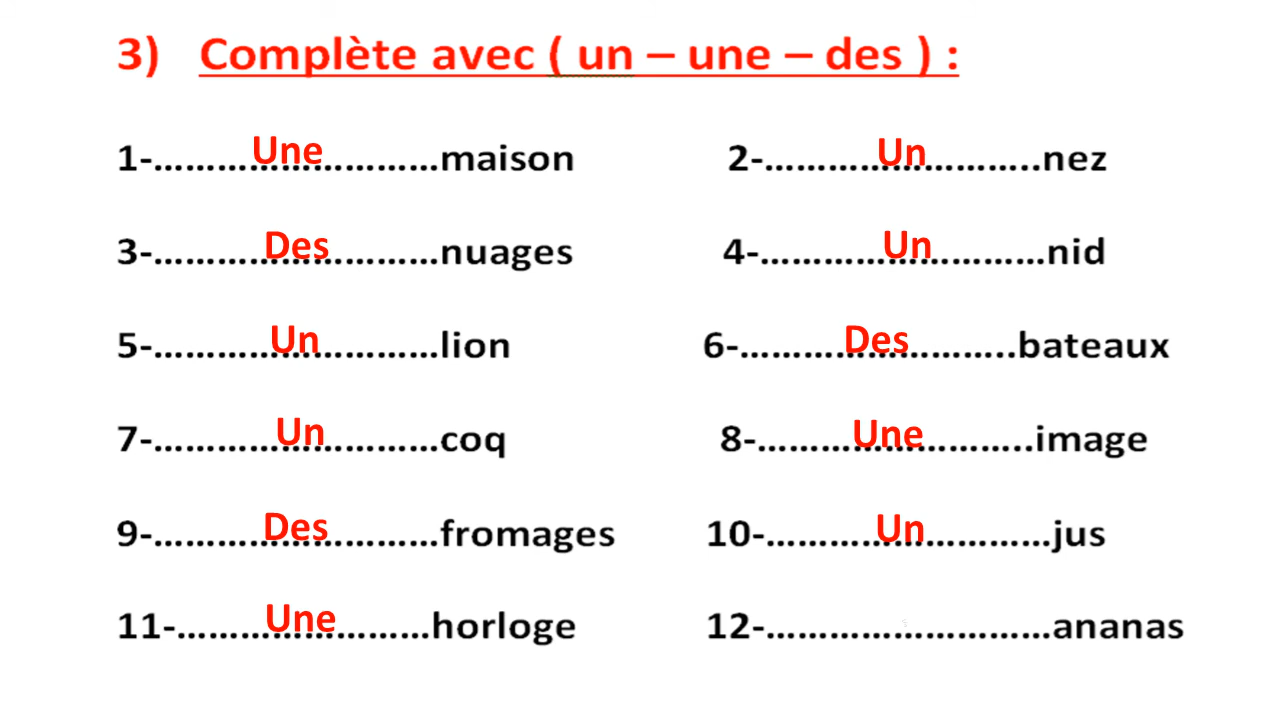 3) Complète avec ( un – une – des ) :
1-........Une........maison 2-........Un........nez
3-........Des........nuages 4-........Un........nid
5-........Un........lion 6-........Des........bateaux
7-........Un........coq 8-........Une........image
9-........Des........fromages 10-........Un........jus
11-........Une........horloge 12-................ananas